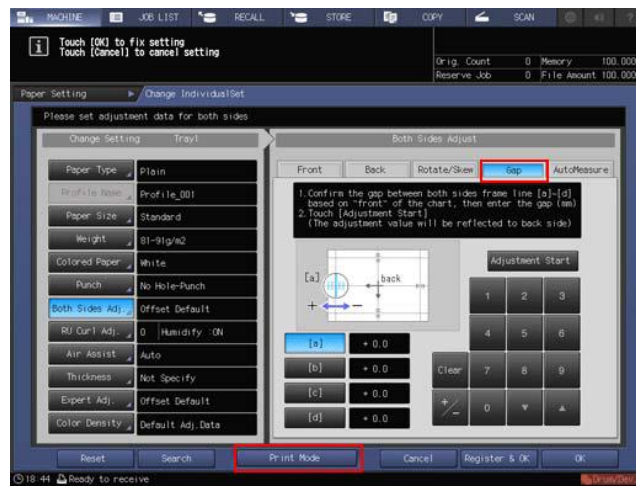 MACHINE JOB LIST RECALL STORE COPY SCAN
Touch [OK] to fix setting
Touch [Cancel] to cancel setting
Orig. Count 0 Memory 100.000
Reserve Job 0 File Amount 100.000
Paper Setting Change IndividualSet
Please set adjustment data for both sides
Change Setting Tray1
Both Sides Adjust
Front Back Rotate/Skew Gap AutoMeasure
Paper Type Plain
Profile Name Profile_001
Paper Size Standard
Weight 81-91g/m2
Colored Paper White
Punch No Hole-Punch
Both Sides Adj. Offset Default
RU Curl Adj. 0 Humidify :ON
Air Assist Auto
Thickness Not Specify
Expert Adj. Offset Default
Color Density Default Adj.Data
1.Confirm the gap between both sides frame line [a]-[d]
based on "front" of the chart, then enter the gap (mm)
2.Touch [Adjustment Start]
(The adjustment value will be reflected to back side)
[a] back
+ -
Adjustment Start
[a] + 0.0
[b] + 0.0
[c] + 0.0
[d] + 0.0
1 2 3
4 5 6
Clear 7 8 9
+/- 0 ▼ ▲
Reset Search Print Mode Cancel Register & OK OK
18:44 Ready to receive Drum/Dev.